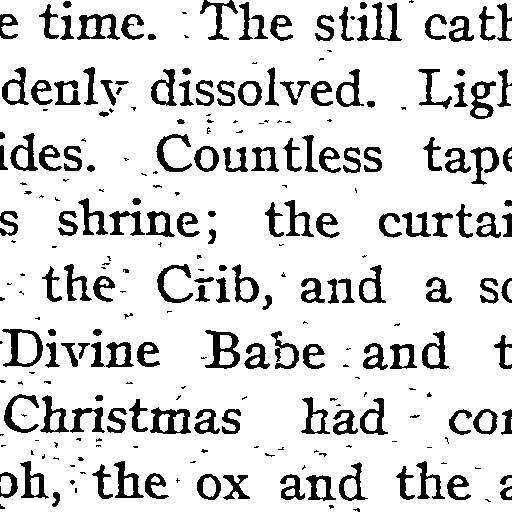 e time. The still cath
denly dissolved. Ligh
ides. Countless tape
s shrine; the curtai
the Crib, and a so
Divine Babe and t
Christmas had con
ph, the ox and the a